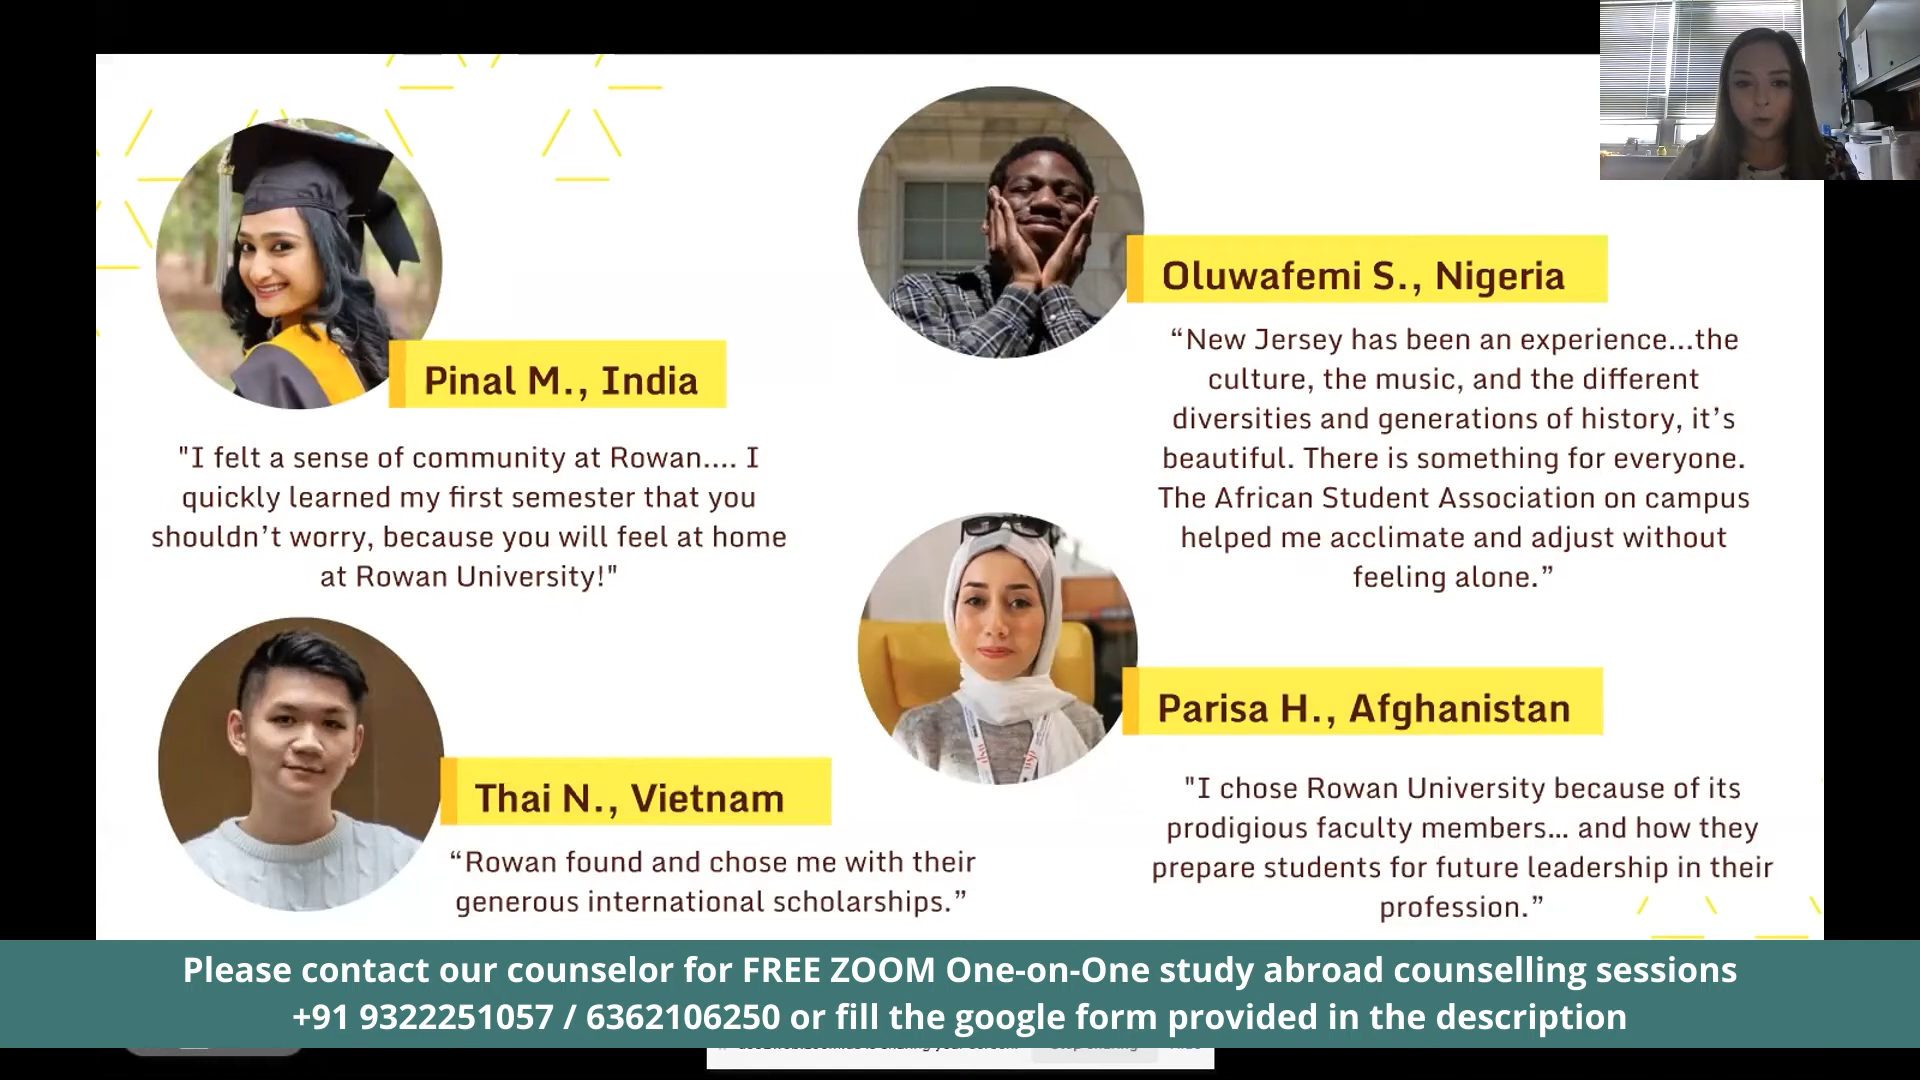 Pinal M., India
"I felt a sense of community at Rowan.... I
quickly learned my first semester that you
shouldn't worry, because you will feel at home
at Rowan University!"
Oluwafemi S., Nigeria
“New Jersey has been an experience...the
culture, the music, and the different
diversities and generations of history, it’s
beautiful. There is something for everyone.
The African Student Association on campus
helped me acclimate and adjust without
feeling alone.”
Thai N., Vietnam
“Rowan found and chose me with their
generous international scholarships.”
Parisa H., Afghanistan
"I chose Rowan University because of its
prodigious faculty members... and how they
prepare students for future leadership in their
profession.”
Please contact our counselor for FREE ZOOM One-on-One study abroad counselling sessions
+91 9322251057 / 6362106250 or fill the google form provided in the description